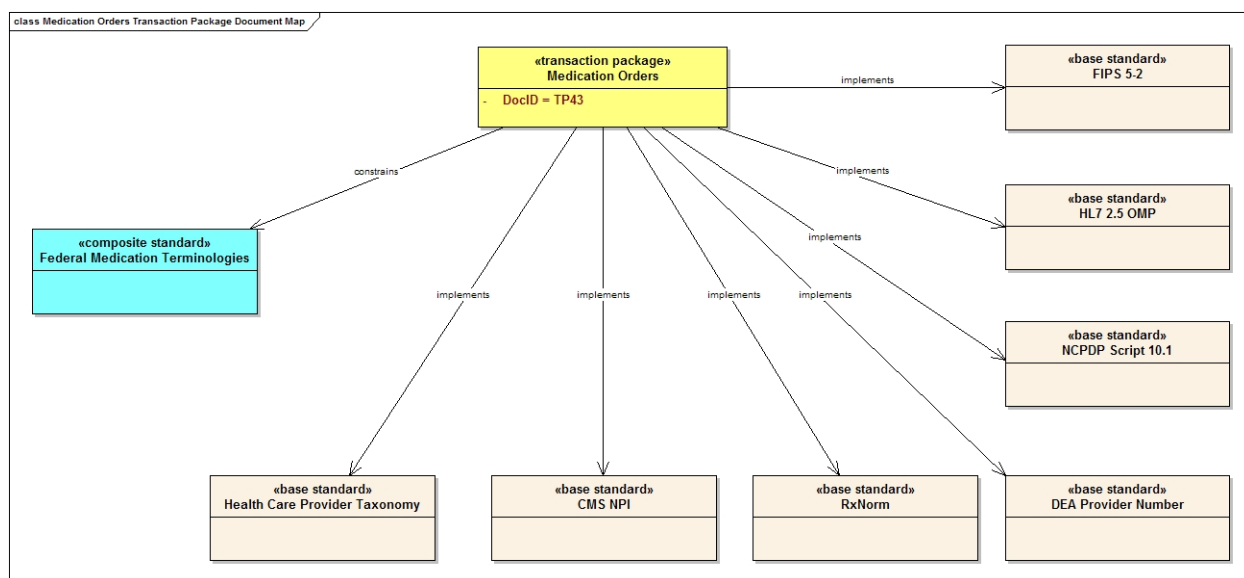 class Medication Orders Transaction Package Document Map
«transaction package»
Medication Orders
- DocID = TP43
implements
«base standard»
FIPS 5-2
constrains
implements
«base standard»
HL7 2.5 OMP
«composite standard»
Federal Medication Terminologies
implements
implements
implements
implements
implements
«base standard»
NCPDP Script 10.1
«base standard»
Health Care Provider Taxonomy
«base standard»
CMS NPI
«base standard»
RxNorm
«base standard»
DEA Provider Number